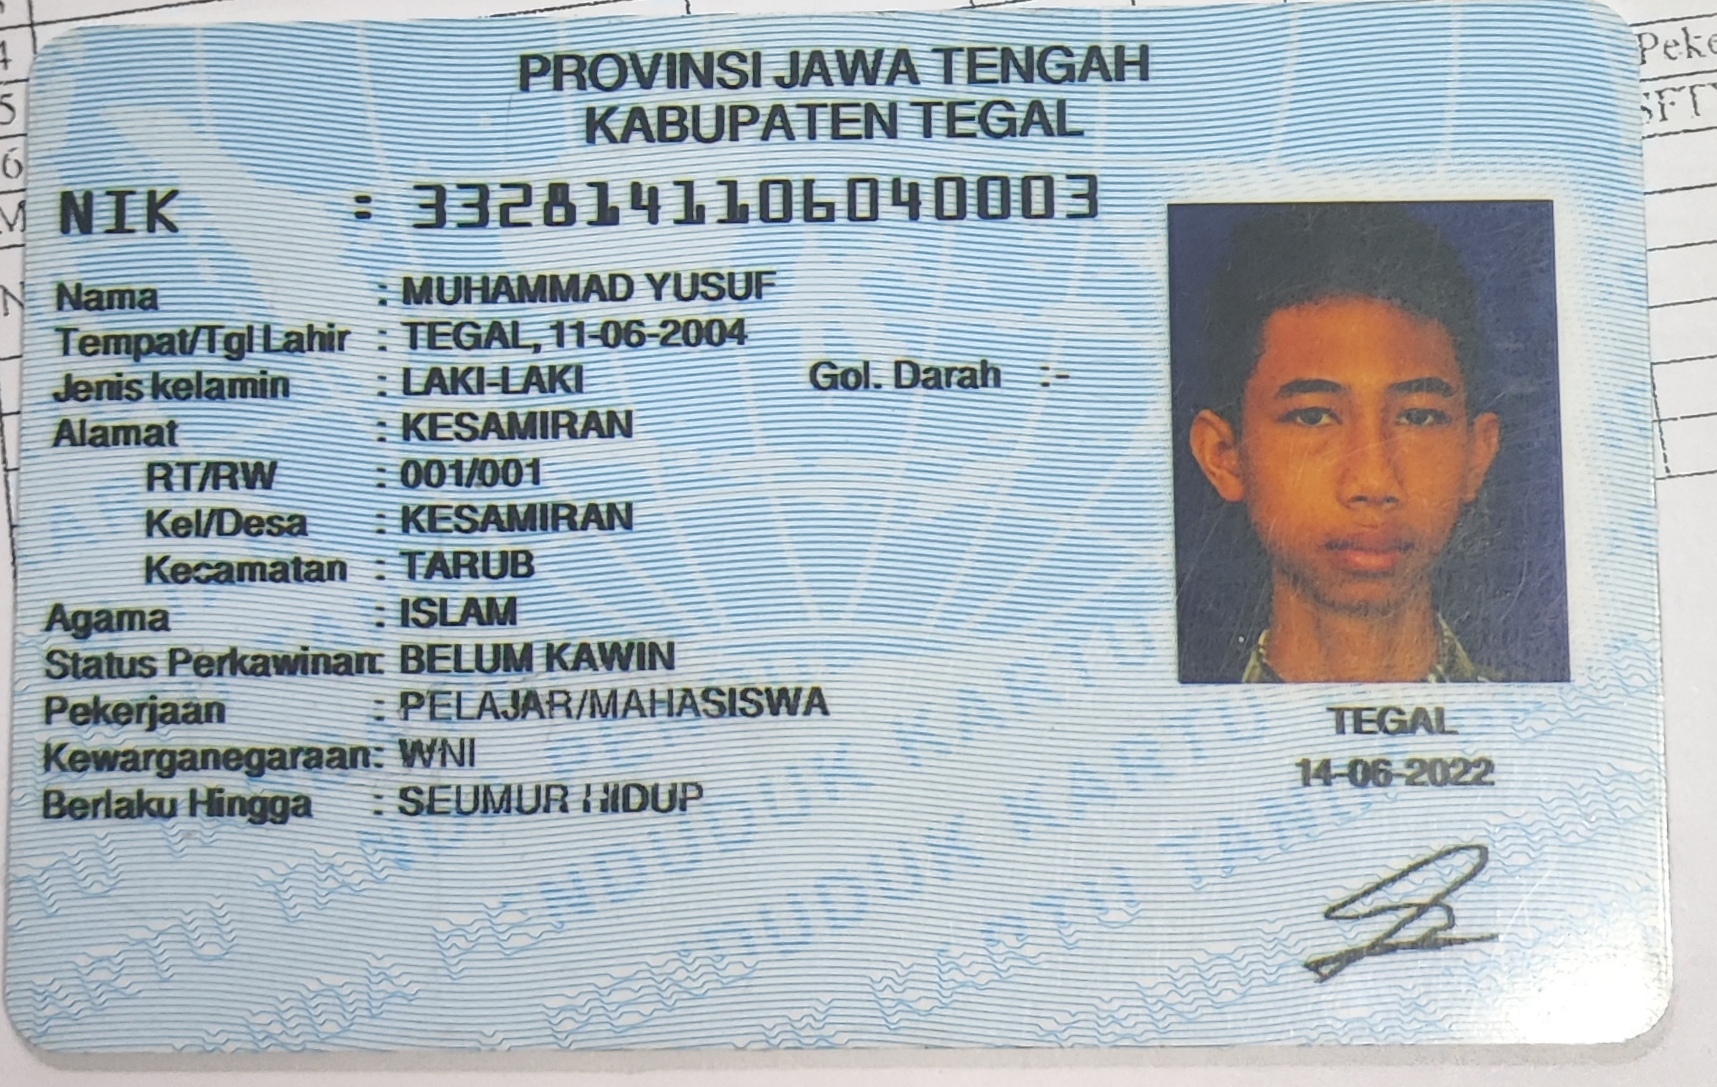 PROVINSI JAWA TENGAH
KABUPATEN TEGAL
NIK : 3328141106040003
Nama : MUHAMMAD YUSUF
Tempat/Tgl Lahir : TEGAL, 11-06-2004
Jenis kelamin : LAKI-LAKI Gol. Darah :-
Alamat : KESAMIRAN
RT/RW : 001/001
Kel/Desa : KESAMIRAN
Kecamatan : TARUB
Agama : ISLAM
Status Perkawinan: BELUM KAWIN
Pekerjaan : PELAJAR/MAHASISWA
Kewarganegaraan: WNI
Berlaku Hingga : SEUMUR HIDUP
TEGAL
14-06-2022